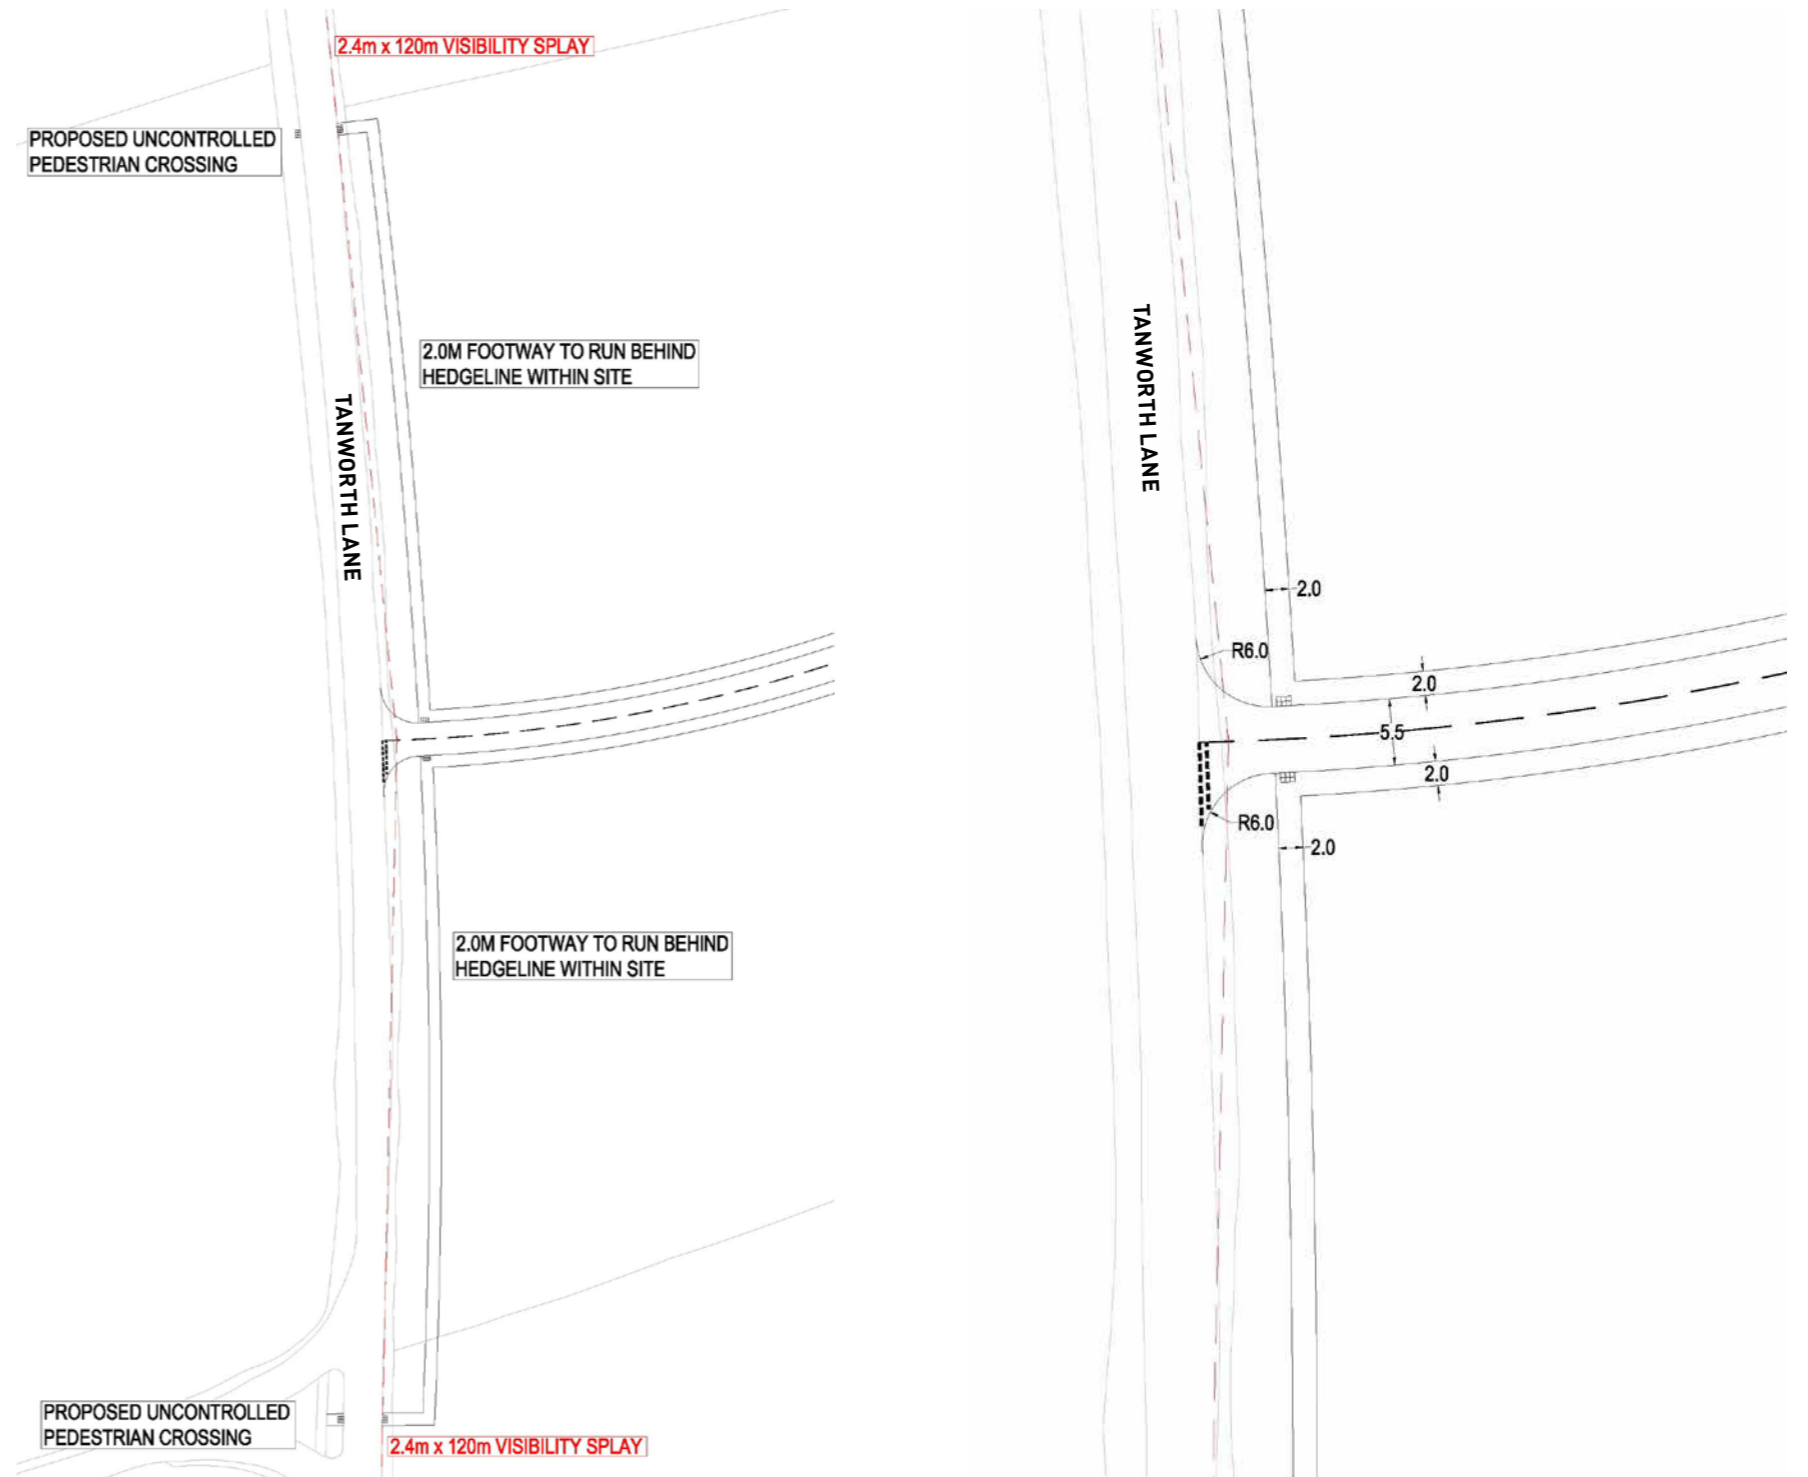 2.4m x 120m VISIBILITY SPLAY
PROPOSED UNCONTROLLED
PEDESTRIAN CROSSING
2.0M FOOTWAY TO RUN BEHIND
HEDGELINE WITHIN SITE
TANWORTH LANE
2.0M FOOTWAY TO RUN BEHIND
HEDGELINE WITHIN SITE
PROPOSED UNCONTROLLED
PEDESTRIAN CROSSING
2.4m x 120m VISIBILITY SPLAY
TANWORTH LANE
2.0
R6.0
2.0
5.5
2.0
R6.0
2.0